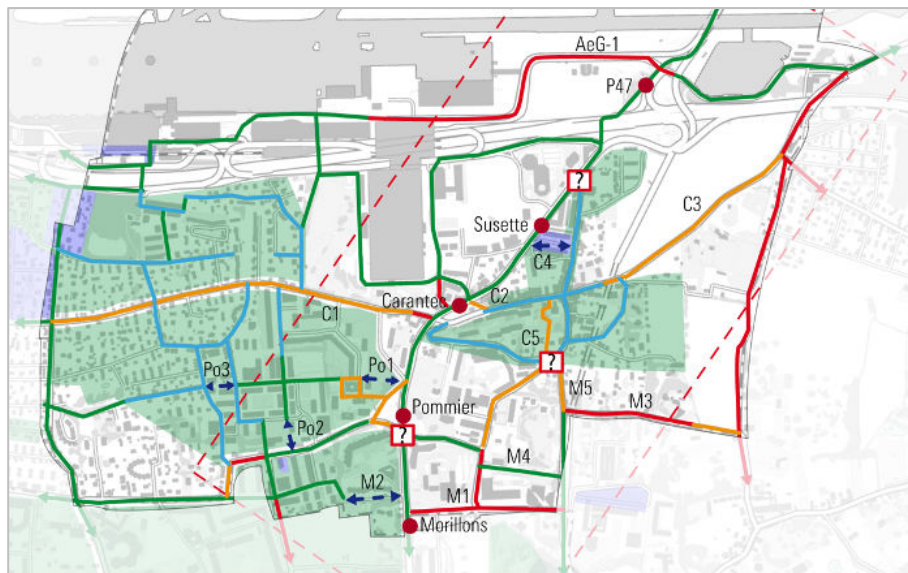 AeG-1
P47
?
C3
Susette
C4
Carantec
C2
C1
C5
?
Po3
Po1
M5
Pommier
M3
?
Po2
M4
M2
M1
Morillons